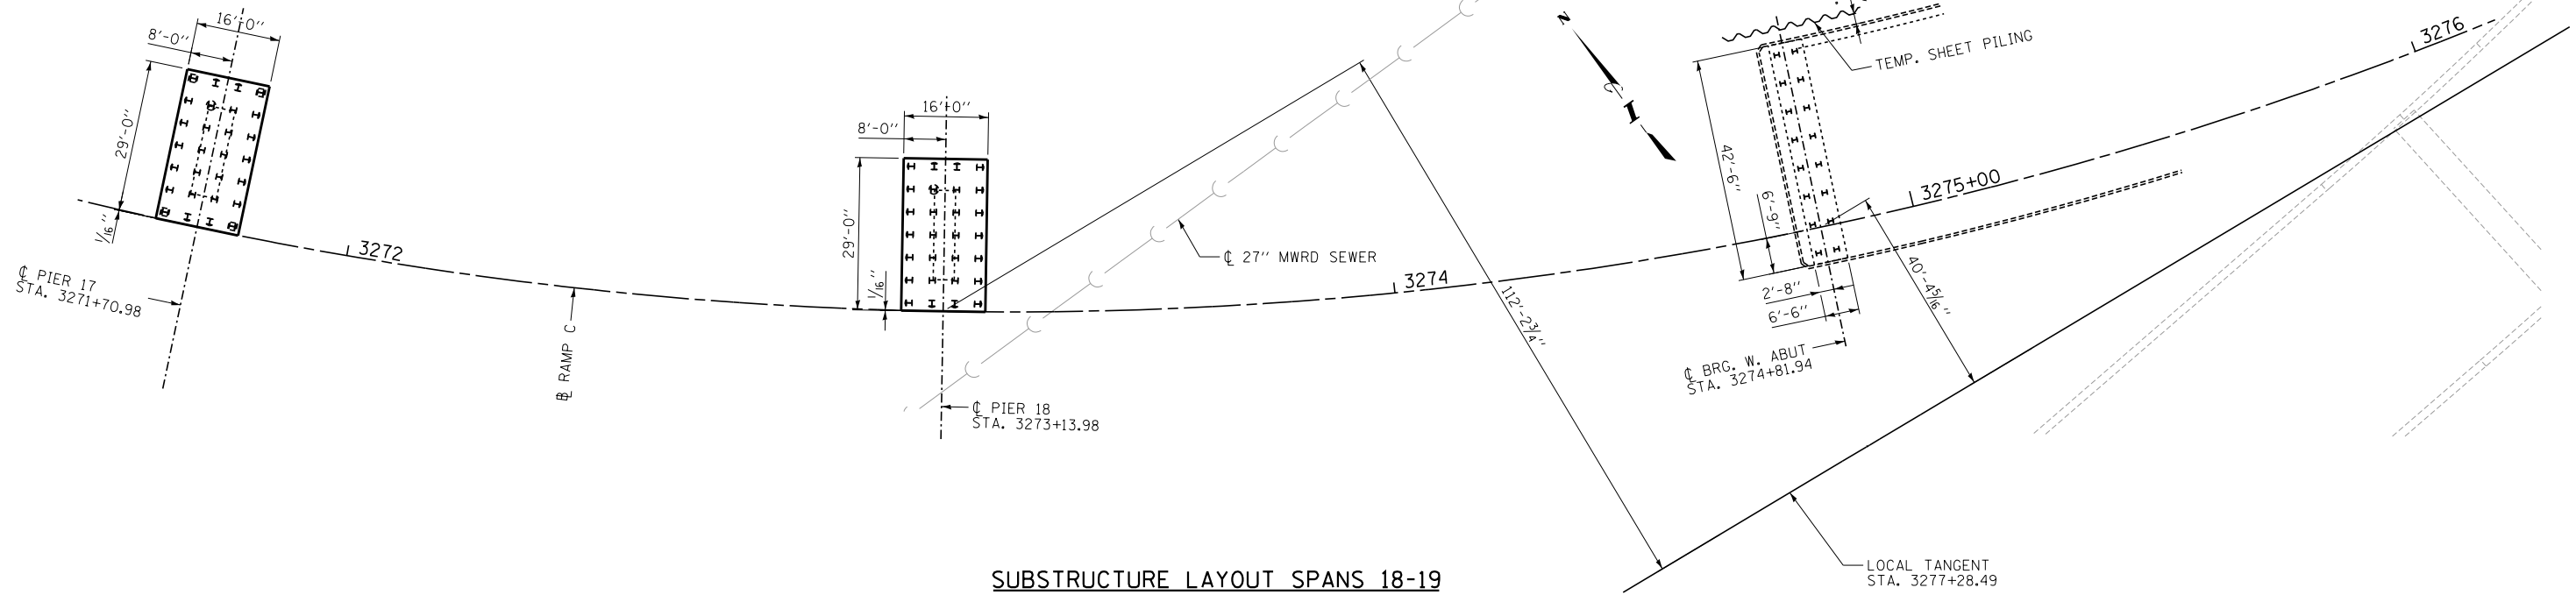 16'-0"
8'-0"
29'-0"
1/16"
℄ PIER 17
STA. 3271+70.98
3272
℄ RAMP C
16'-0"
8'-0"
29'-0"
1/16"
℄ PIER 18
STA. 3273+13.98
℄ 27" MWRD SEWER
3274
112'-2 3/4"
N
TEMP. SHEET PILING
42'-6"
6'-9"
2'-8"
6'-6"
℄ BRG. W. ABUT
STA. 3274+81.94
40'-4 5/16"
3275+00
3276
LOCAL TANGENT
STA. 3277+28.49
SUBSTRUCTURE LAYOUT SPANS 18-19